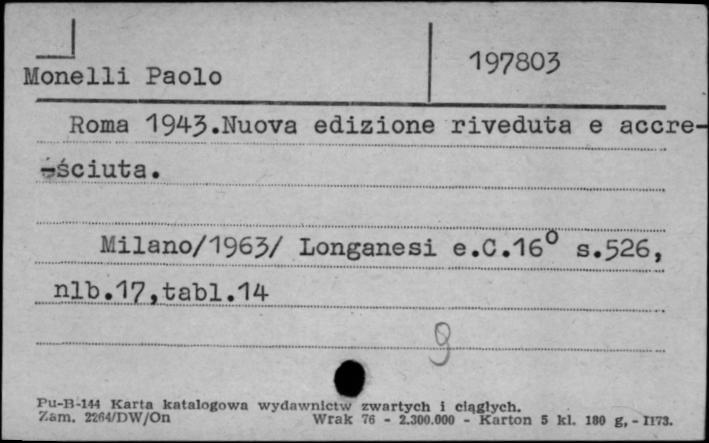 197803
Monelli Paolo
Roma 1943.Nuova edizione riveduta e accre-
-ściuta.
Milano/1963/ Longanesi e.C.16° s.526,
nlb.17,tabl.14
g
Pu-B-144 Karta katalogowa wydawnictw zwartych i ciągłych.
Zam. 2264/DW/On Wrak 76 - 2.300.000 - Karton 5 kl. 180 g, - I173.